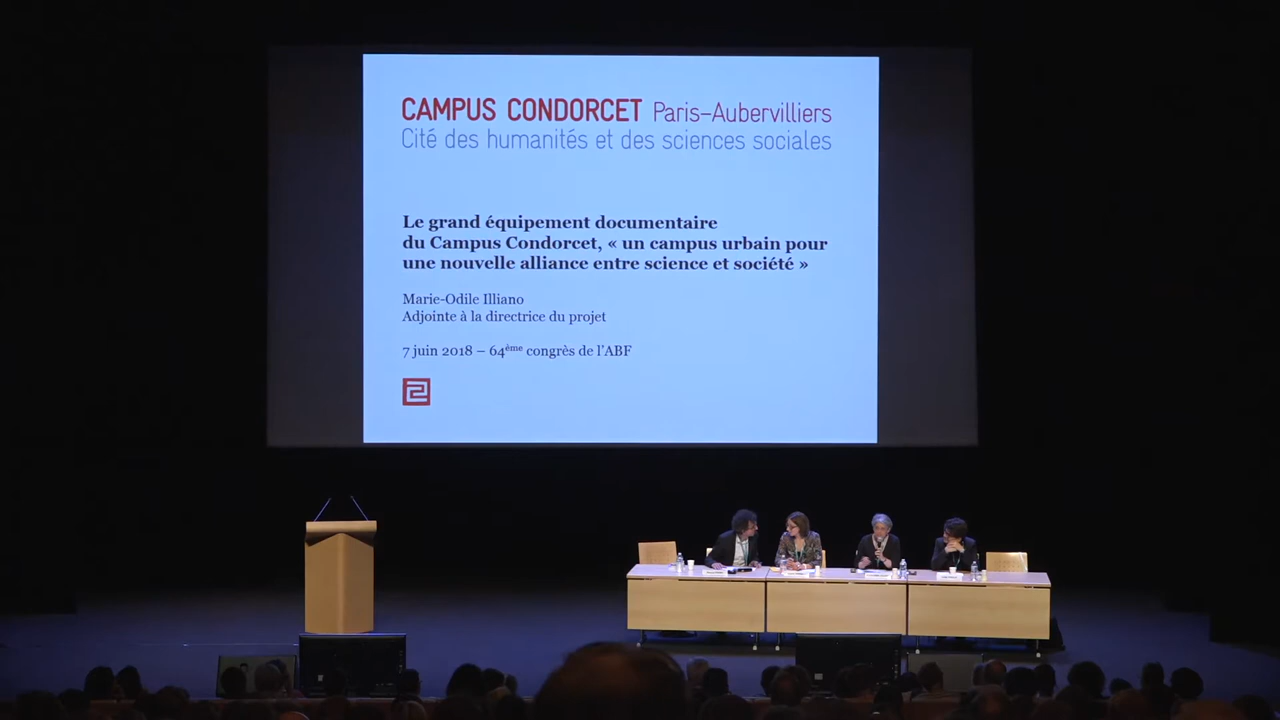 CAMPUS CONDORCET Paris–Aubervilliers
Cité des humanités et des sciences sociales
Le grand équipement documentaire
du Campus Condorcet, « un campus urbain pour
une nouvelle alliance entre science et société »
Marie-Odile Illiano
Adjointe à la directrice du projet
7 juin 2018 – 64ème congrès de l’ABF